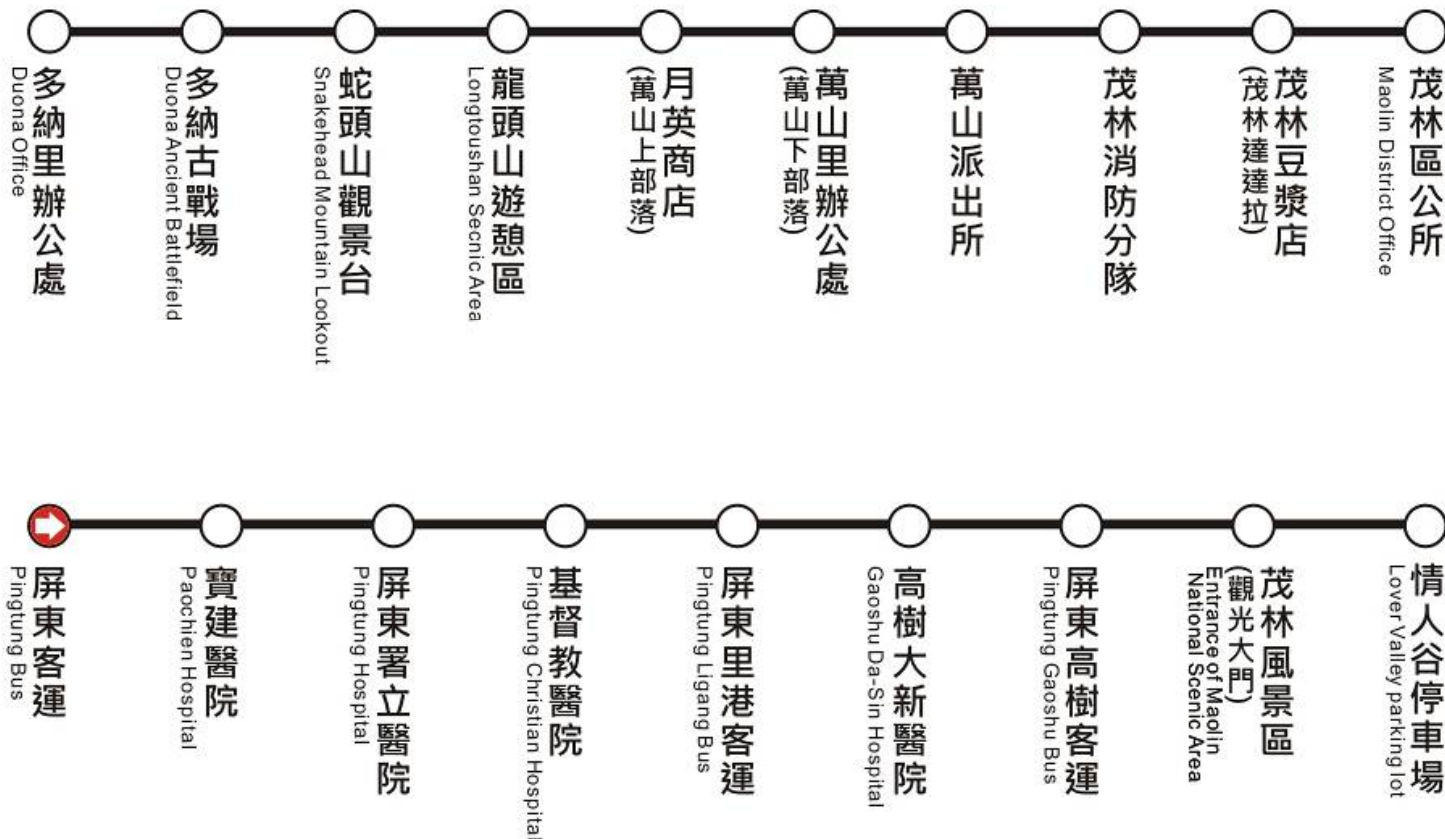 多納里辦公處
Duona Office
多納古戰場
Duona Ancient Battlefield
蛇頭山觀景台
Snakehead Mountain Lookout
龍頭山遊憩區
Longtoushan Secnic Area
月英商店
(萬山上部落)
萬山里辦公處
(萬山下部落)
萬山派出所
茂林消防分隊
茂林豆漿店
(茂林達達拉)
茂林區公所
Maolin District Office
屏東客運
Pingtung Bus
寶建醫院
Paochien Hospital
屏東署立醫院
Pingtung Hospital
基督教醫院
Pingtung Christian Hospital
屏東里港客運
Pingtung Ligang Bus
高樹大新醫院
Gaoshu Da-Sin Hospital
屏東高樹客運
Pingtung Gaoshu Bus
茂林風景區
(觀光大門)
Entrance of Maolin
National Scenic Area
情人谷停車場
Lover Valley parking lot